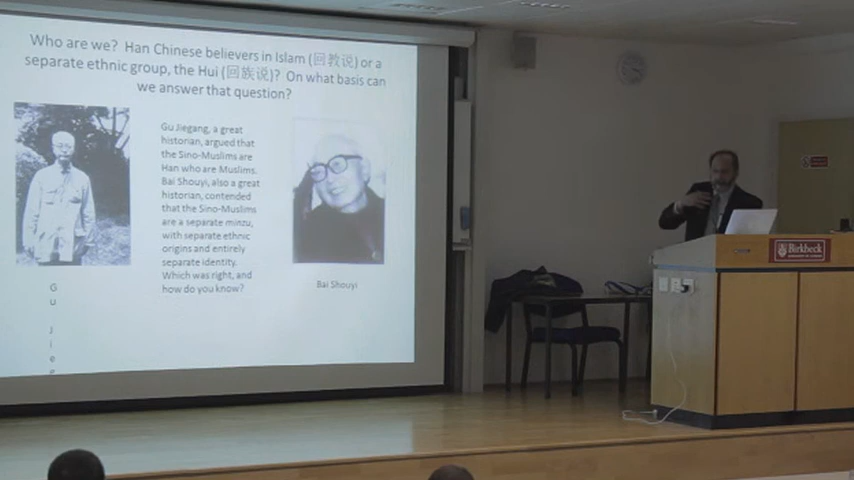 Who are we? Han Chinese believers in Islam (回教说) or a
separate ethnic group, the Hui (回族说)? On what basis can
we answer that question?
Gu Jiegang, a great
historian, argued that
the Sino-Muslims are
Han who are Muslims.
Bai Shouyi, also a great
historian, contended
that the Sino-Muslims
are a separate minzu,
with separate ethnic
origins and entirely
separate identity.
Which was right, and
how do you know?
G
u
J
i
e
Bai Shouyi
Birkbeck